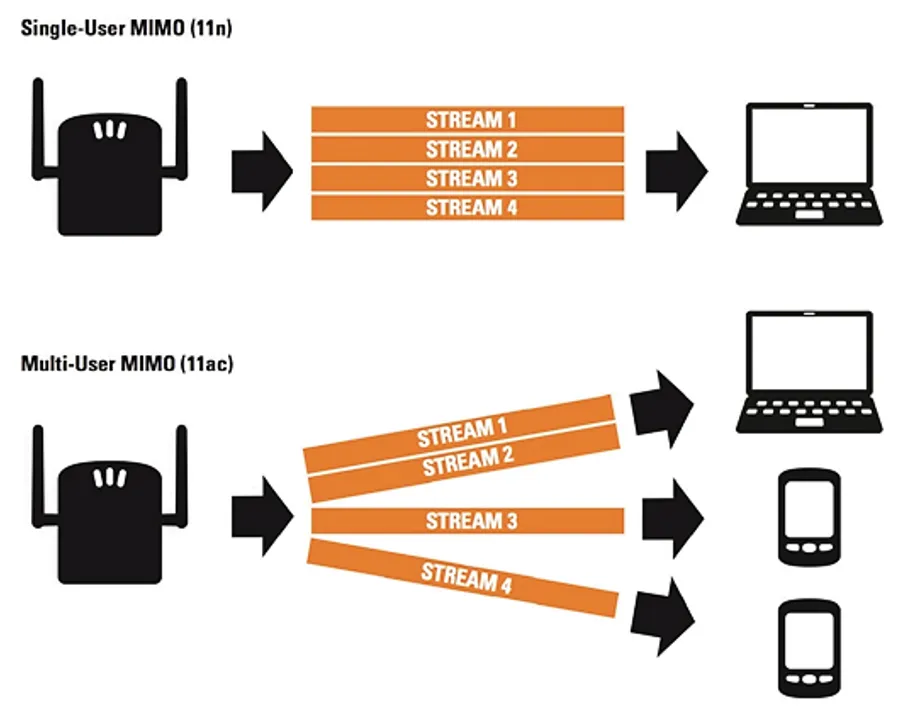 Single-User MIMO (11n)
STREAM 1
STREAM 2
STREAM 3
STREAM 4
Multi-User MIMO (11ac)
STREAM 1
STREAM 2
STREAM 3
STREAM 4